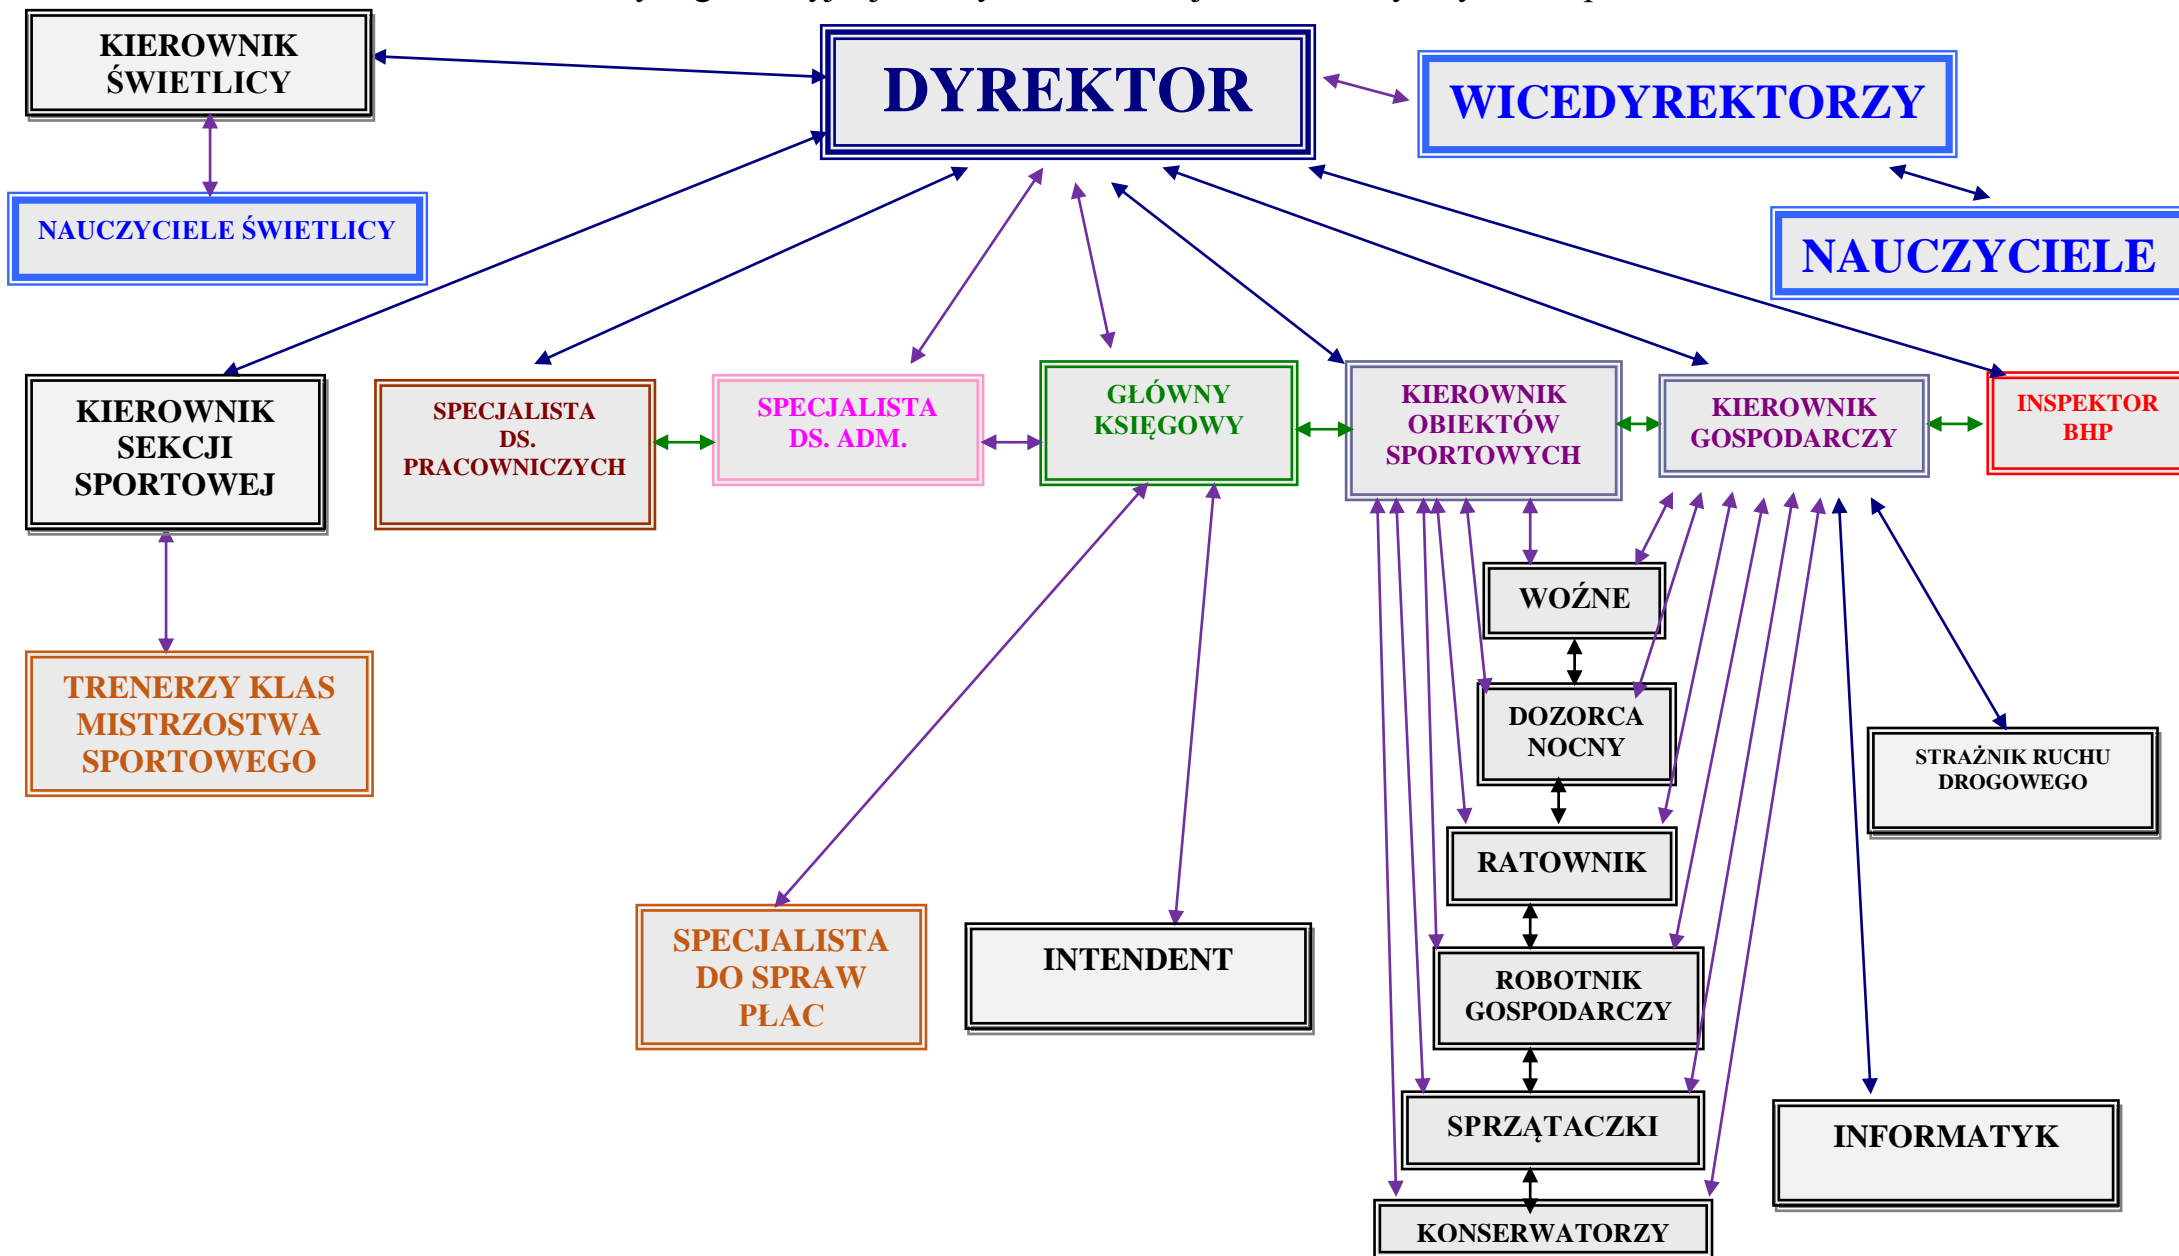 KIEROWNIK
ŚWIETLICY
DYREKTOR
WICEDYREKTORZY
NAUCZYCIELE ŚWIETLICY
NAUCZYCIELE
KIEROWNIK
SEKCJI
SPORTOWEJ
SPECJALISTA
DS.
PRACOWNICZYCH
SPECJALISTA
DS. ADM.
GŁÓWNY
KSIĘGOWY
KIEROWNIK
OBIEKTÓW
SPORTOWYCH
KIEROWNIK
GOSPODARCZY
INSPEKTOR
BHP
WOŹNE
TRENERZY KLAS
MISTRZOSTWA
SPORTOWEGO
DOZORCA
NOCNY
STRAŻNIK RUCHU
DROGOWEGO
RATOWNIK
SPECJALISTA
DO SPRAW
PŁAC
INTENDENT
ROBOTNIK
GOSPODARCZY
SPRZĄTACZKI
INFORMATYK
KONSERWATORZY